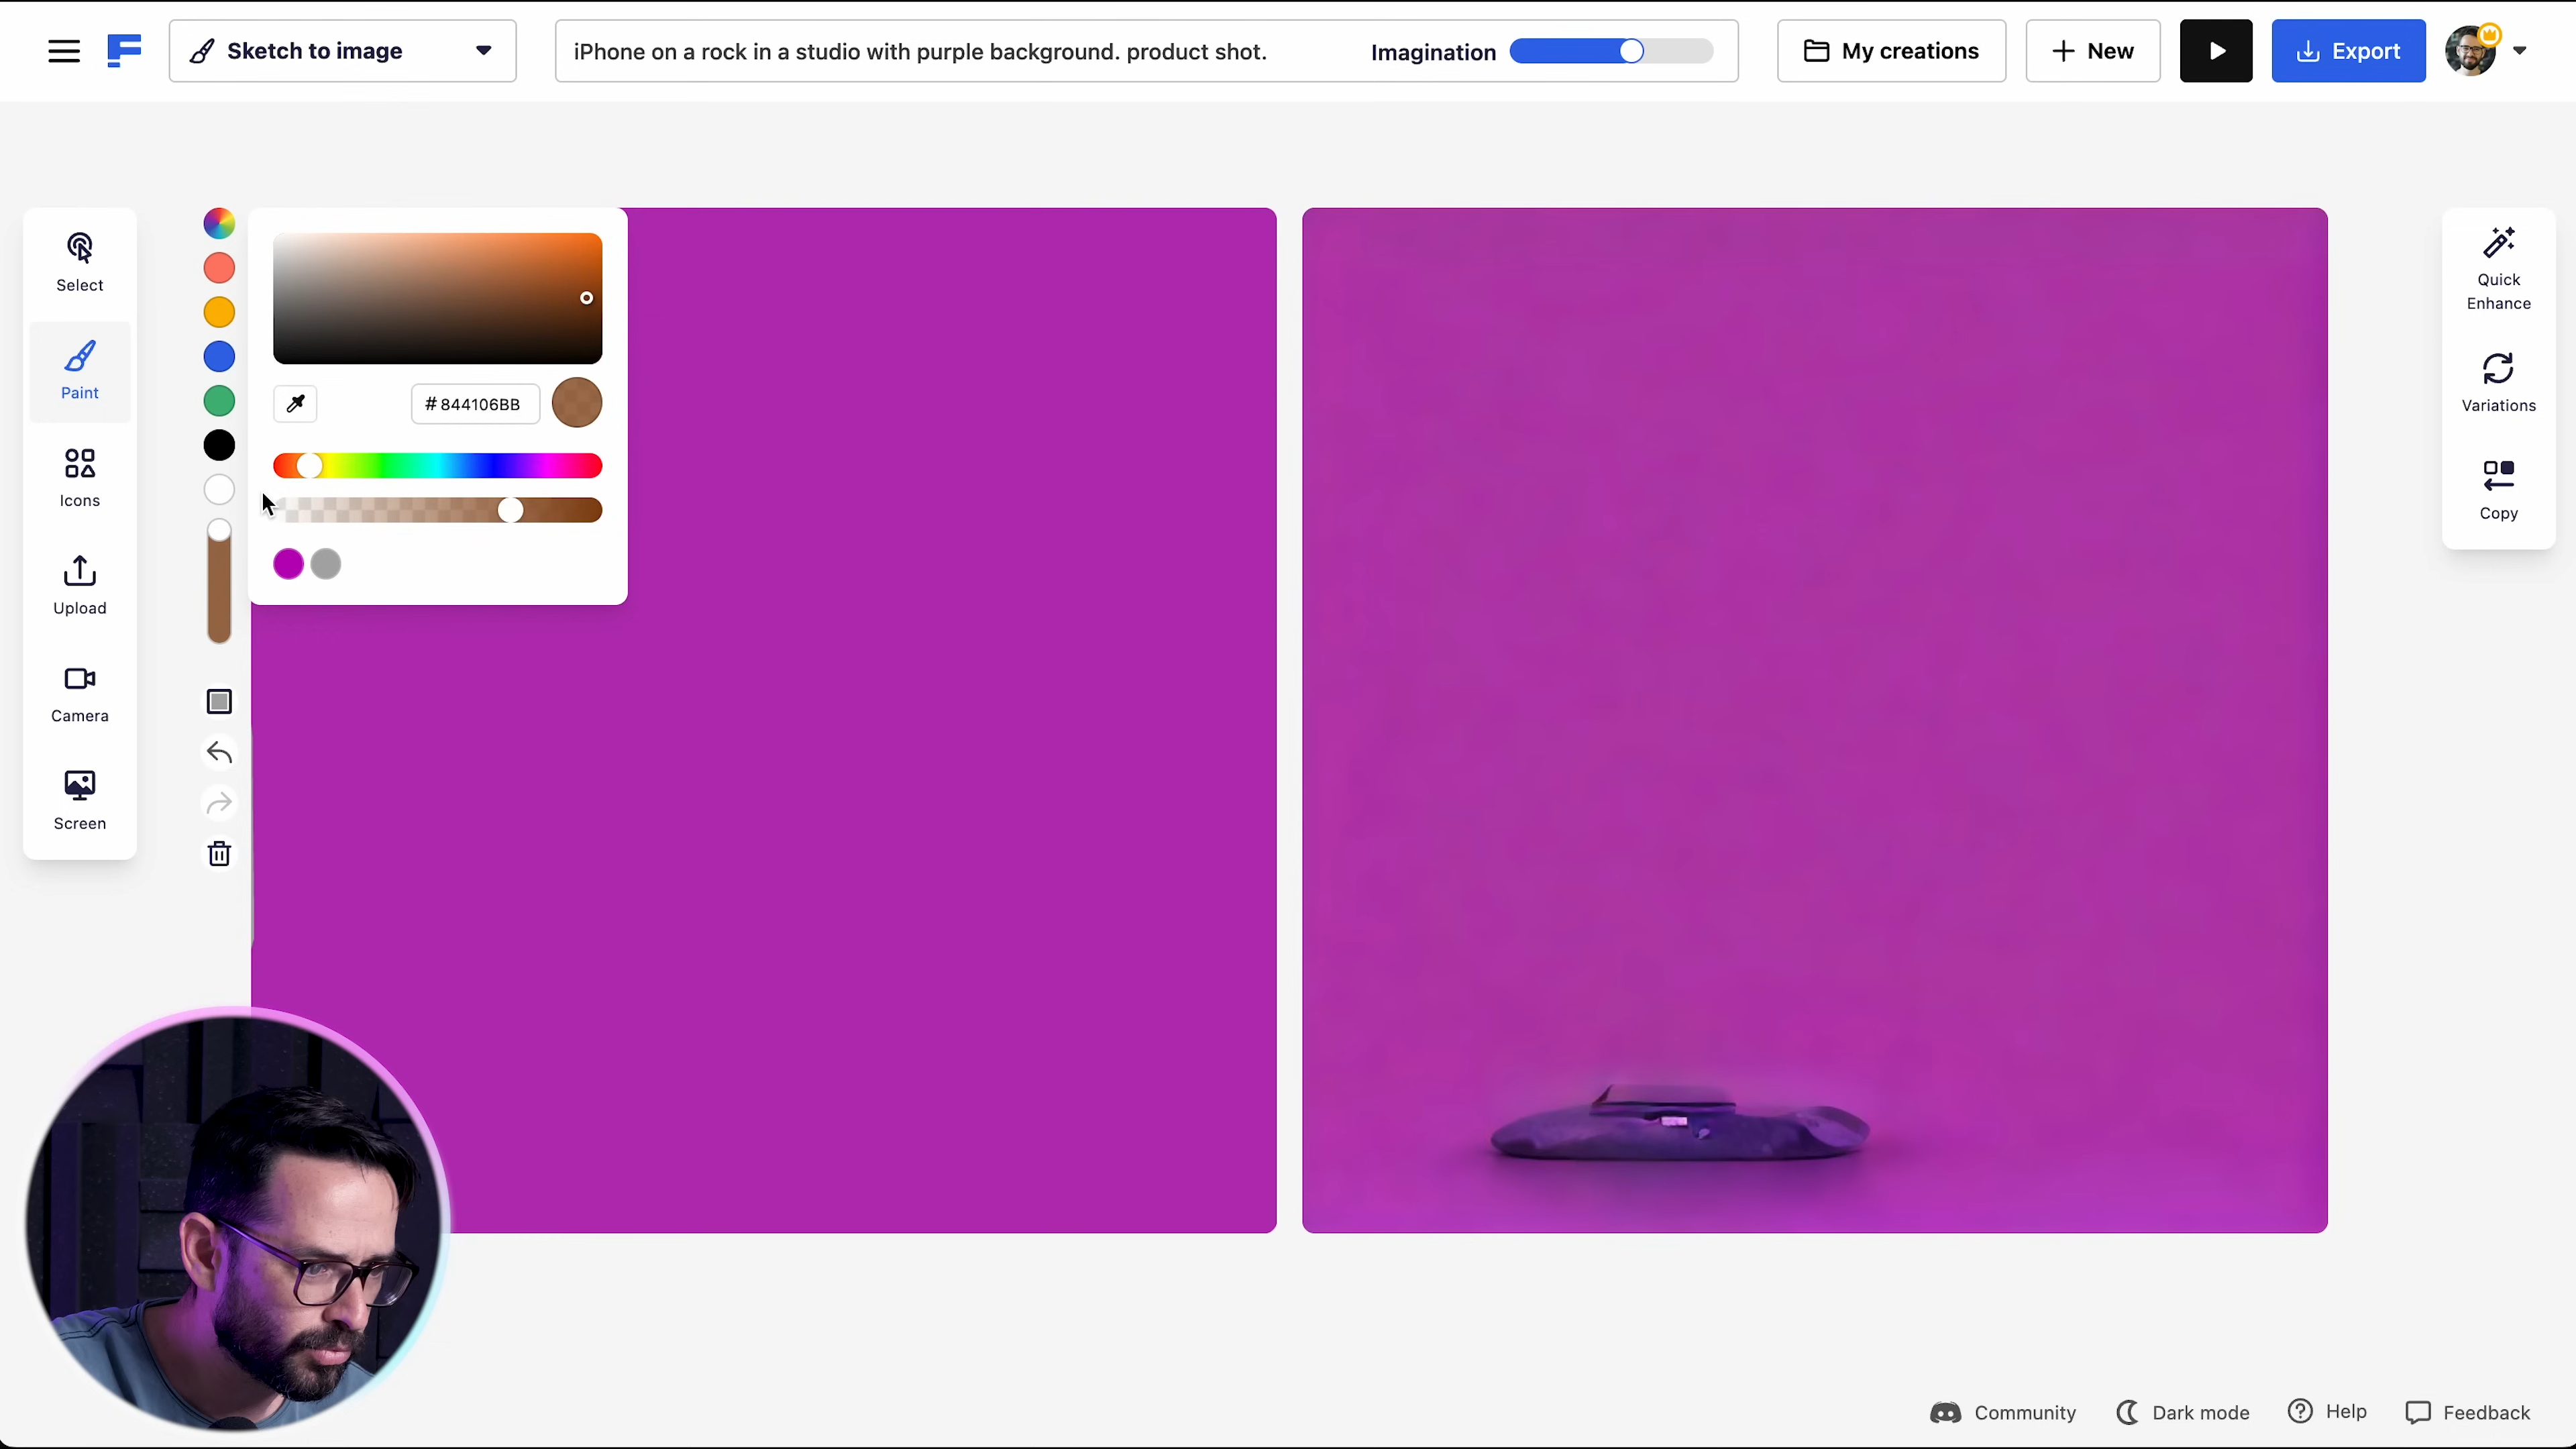 Sketch to image
iPhone on a rock in a studio with purple background. product shot.
Imagination
My creations
New
Export
Select
Paint
Icons
Upload
Camera
Screen
#844106BB
Quick
Enhance
Variations
Copy
Community
Dark mode
Help
Feedback